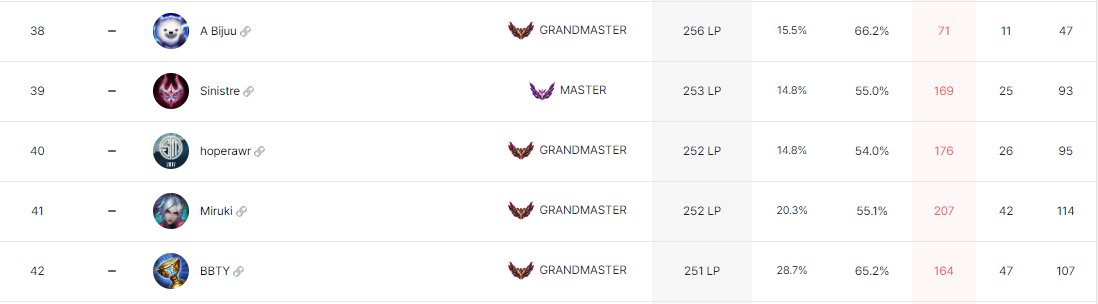 38 – A Bijuu GRANDMASTER 256 LP 15.5% 66.2% 71 11 47
39 – Sinistre MASTER 253 LP 14.8% 55.0% 169 25 93
40 – hoperawr GRANDMASTER 252 LP 14.8% 54.0% 176 26 95
41 – Miruki GRANDMASTER 252 LP 20.3% 55.1% 207 42 114
42 – BBTY GRANDMASTER 251 LP 28.7% 65.2% 164 47 107